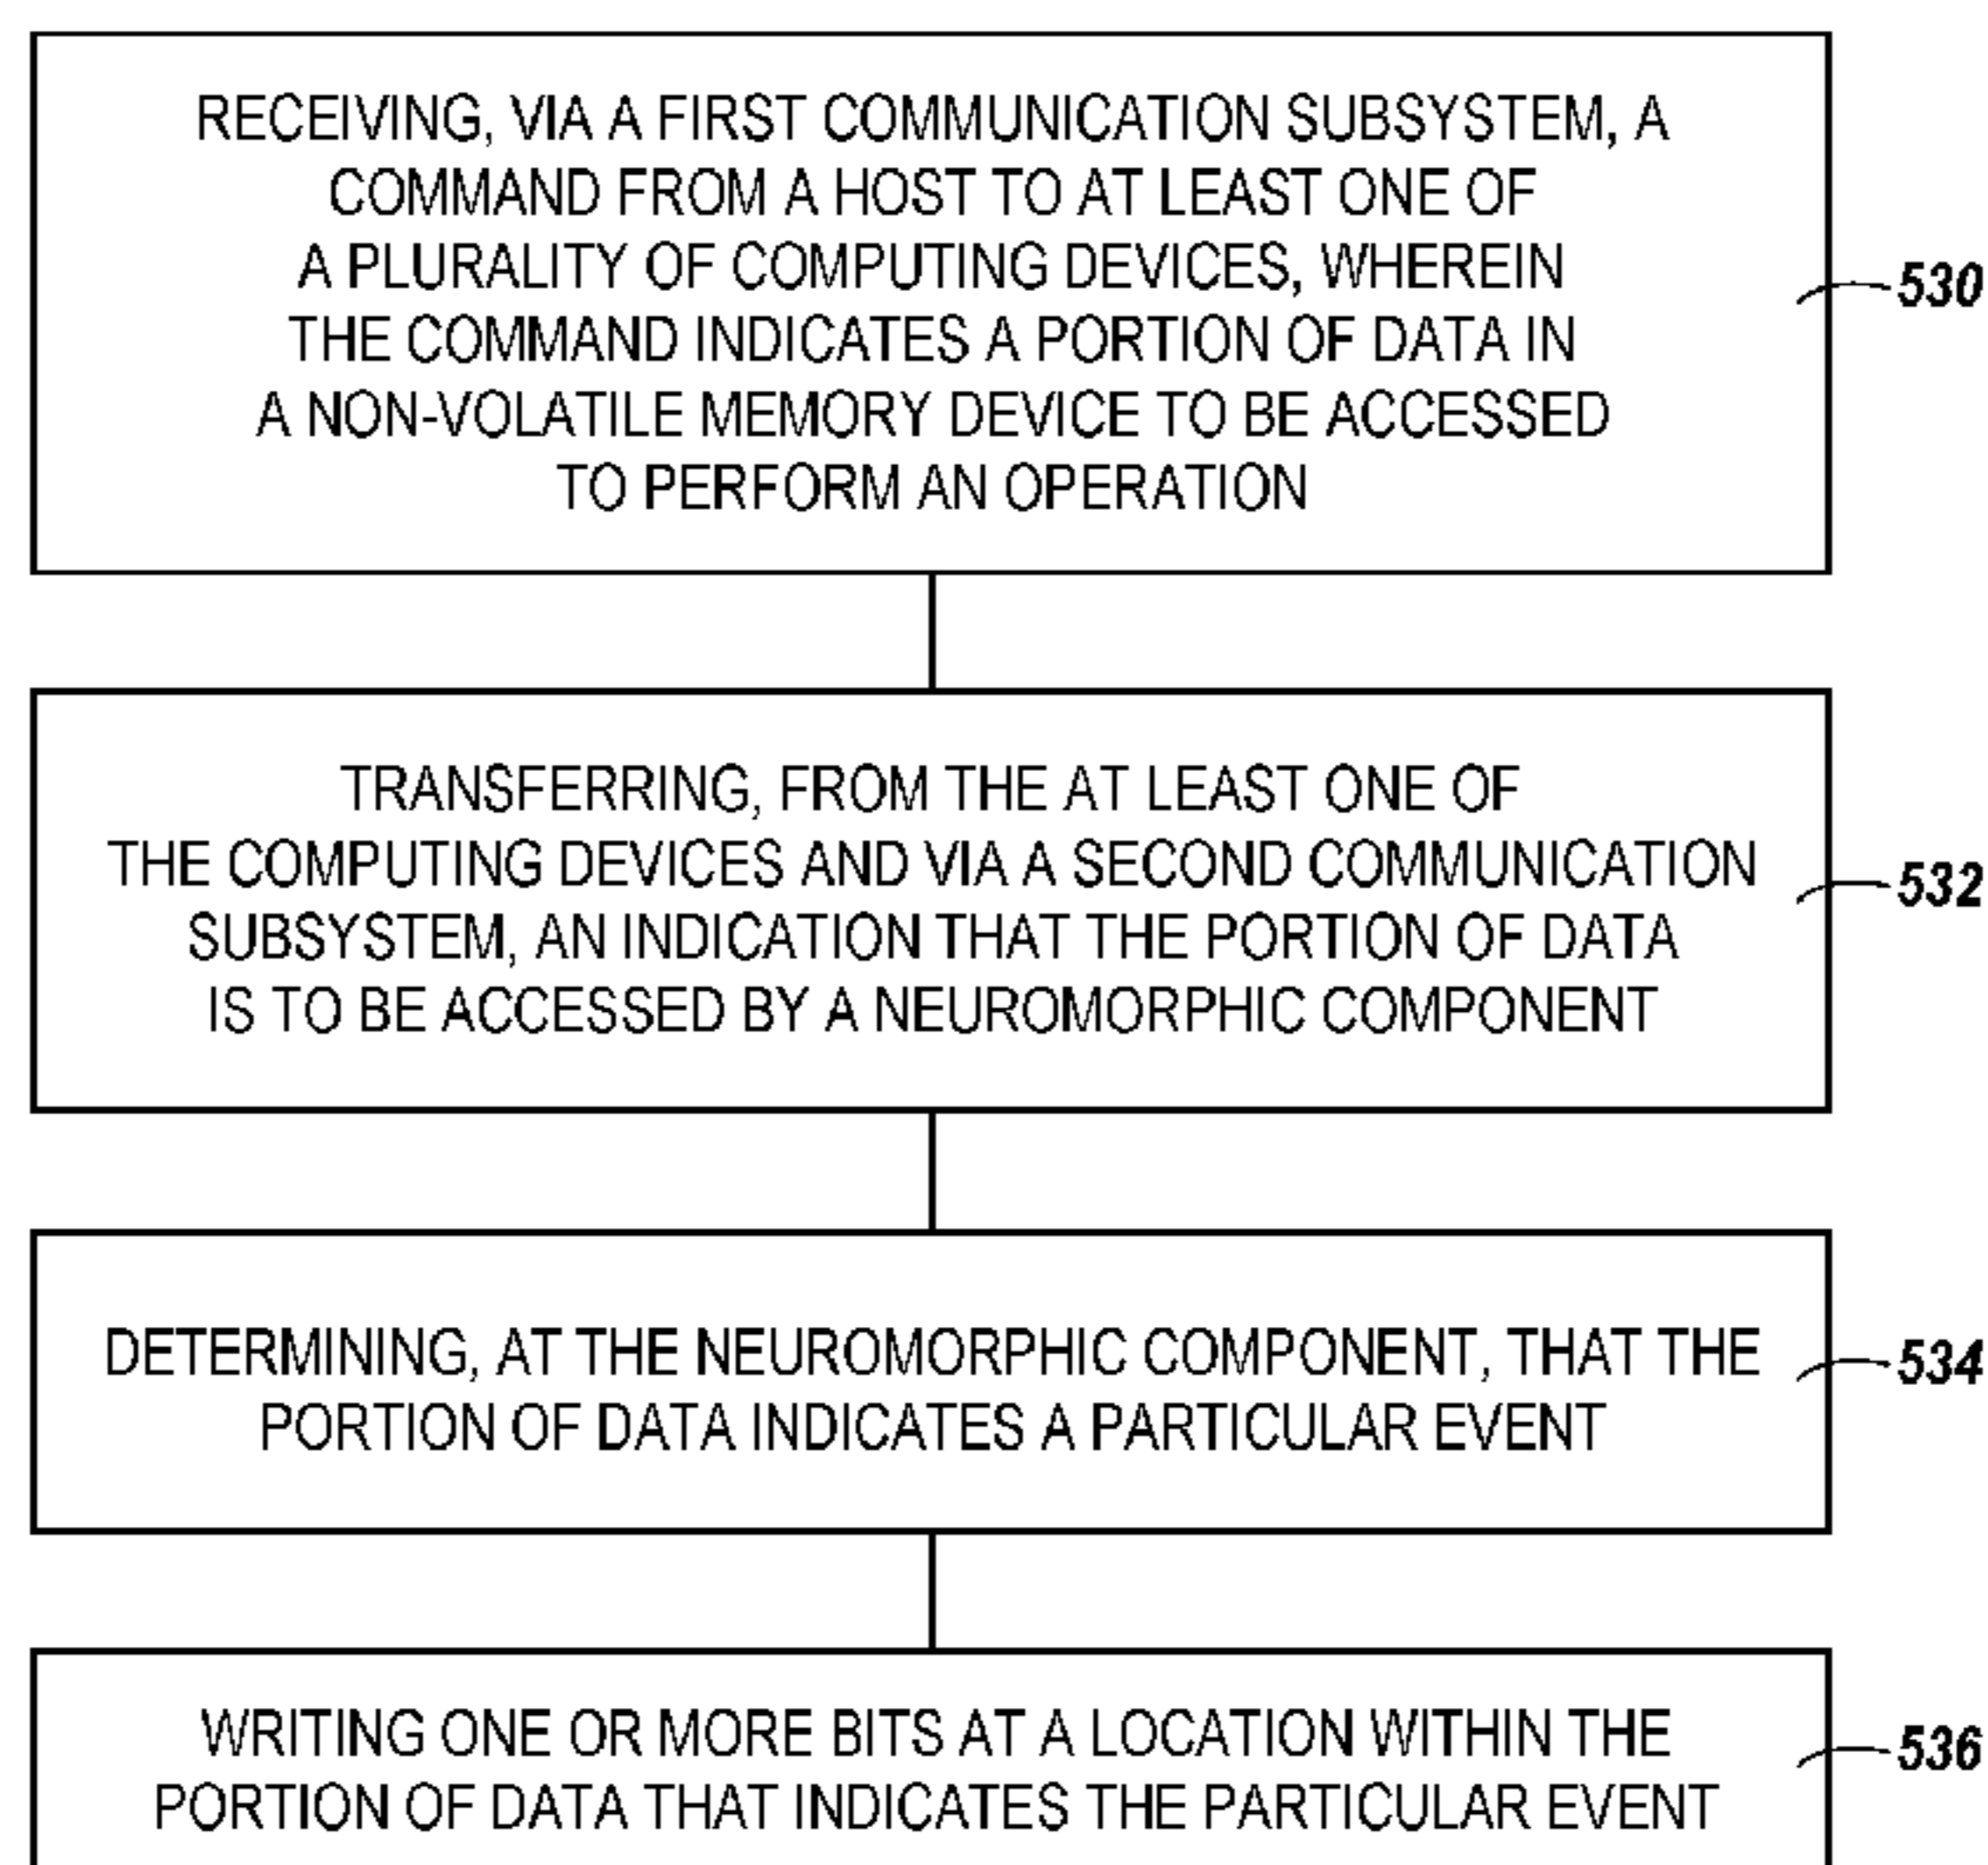 RECEIVING, VIA A FIRST COMMUNICATION SUBSYSTEM, A
COMMAND FROM A HOST TO AT LEAST ONE OF
A PLURALITY OF COMPUTING DEVICES, WHEREIN
THE COMMAND INDICATES A PORTION OF DATA IN
A NON-VOLATILE MEMORY DEVICE TO BE ACCESSED
TO PERFORM AN OPERATION
530
TRANSFERRING, FROM THE AT LEAST ONE OF
THE COMPUTING DEVICES AND VIA A SECOND COMMUNICATION
SUBSYSTEM, AN INDICATION THAT THE PORTION OF DATA
IS TO BE ACCESSED BY A NEUROMORPHIC COMPONENT
532
DETERMINING, AT THE NEUROMORPHIC COMPONENT, THAT THE
PORTION OF DATA INDICATES A PARTICULAR EVENT
534
WRITING ONE OR MORE BITS AT A LOCATION WITHIN THE
PORTION OF DATA THAT INDICATES THE PARTICULAR EVENT
536